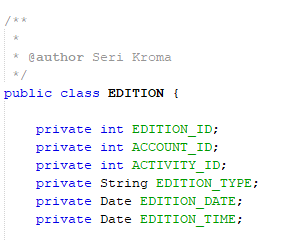 /**
*
* @author Seri Kroma
*/
public class EDITION {
private int EDITION_ID;
private int ACCOUNT_ID;
private int ACTIVITY_ID;
private String EDITION_TYPE;
private Date EDITION_DATE;
private Date EDITION_TIME;